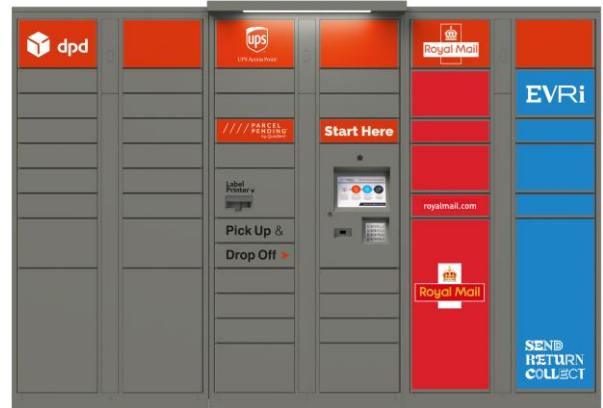 dpd
ups
UPS Access Point
Royal Mail
EVRi
PARCEL
PENDING
by Quadient
Start Here
Label
Printer
royalmail.com
Pick Up &
Drop Off
Royal Mail
SEND
RETURN
COLLECT